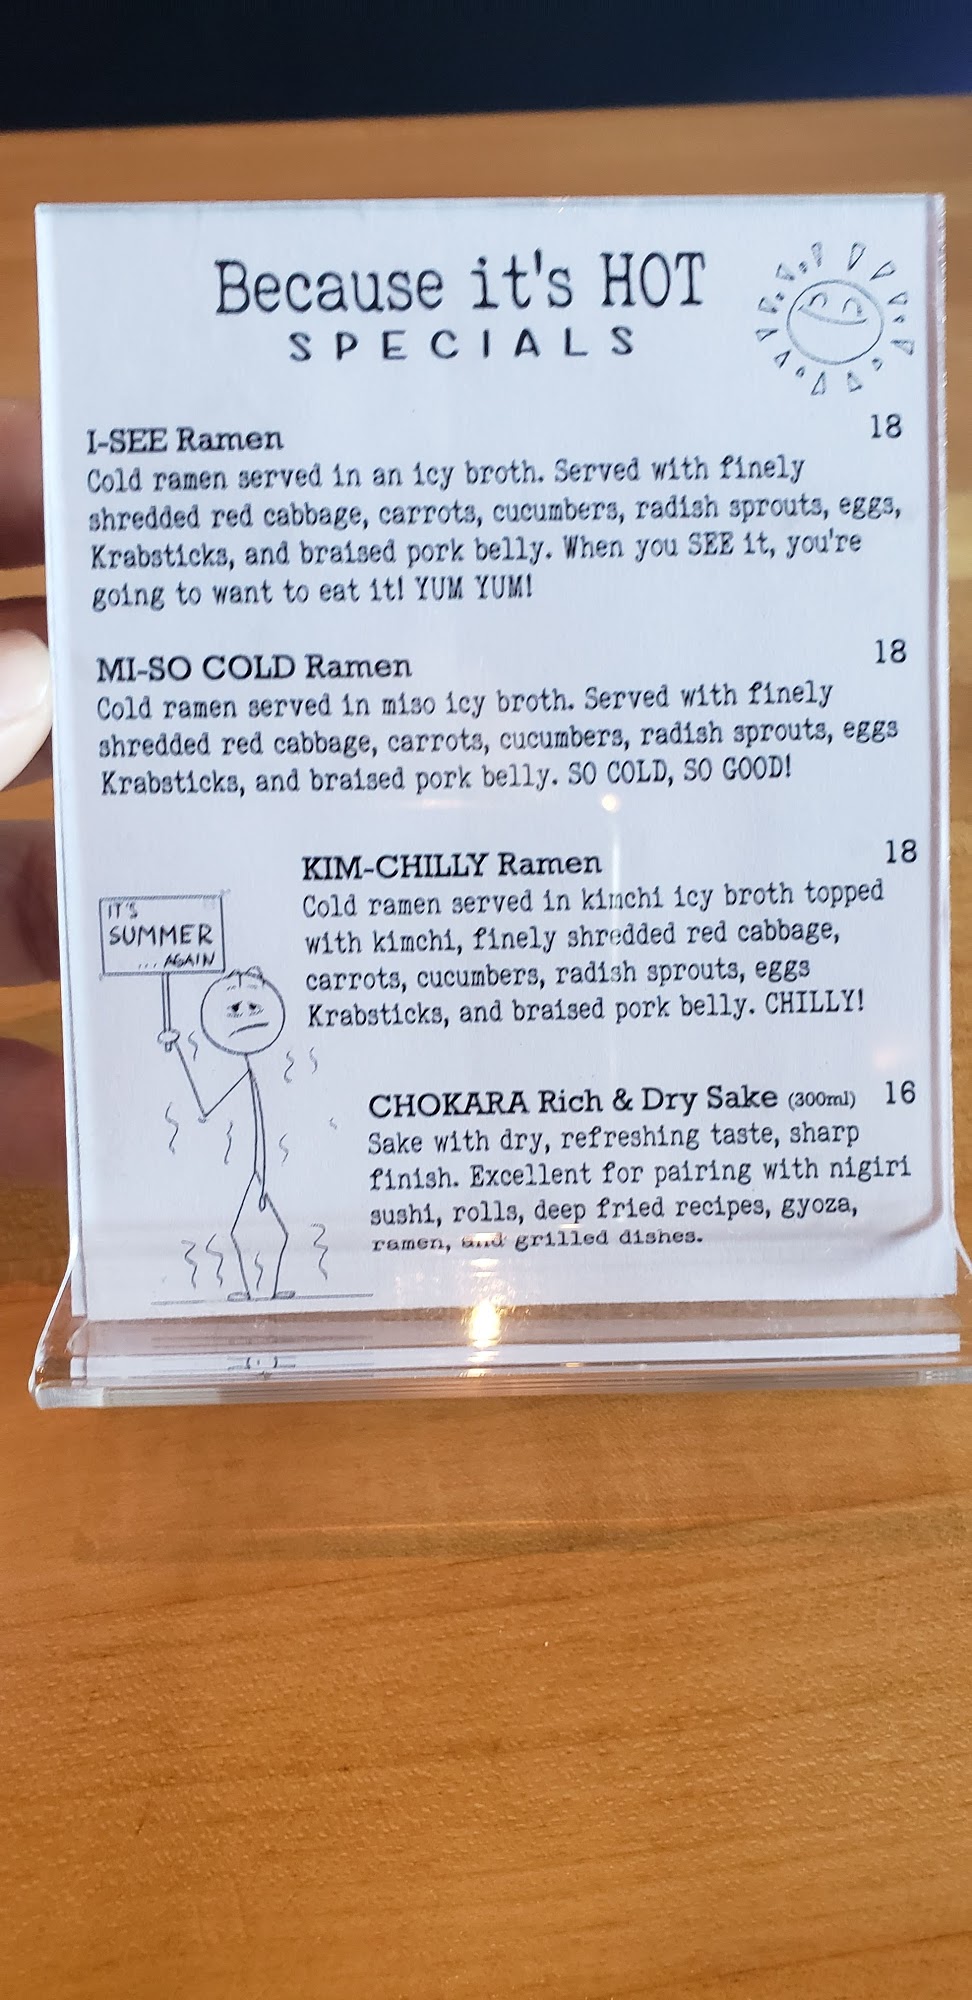 Because it's HOT
SPECIALS
I-SEE Ramen 18
Cold ramen served in an icy broth. Served with finely
shredded red cabbage, carrots, cucumbers, radish sprouts, eggs,
Krabsticks, and braised pork belly. When you SEE it, you're
going to want to eat it! YUM YUM!
MI-SO COLD Ramen 18
Cold ramen served in miso icy broth. Served with finely
shredded red cabbage, carrots, cucumbers, radish sprouts, eggs
Krabsticks, and braised pork belly. SO COLD, SO GOOD!
KIM-CHILLY Ramen 18
Cold ramen served in kimchi icy broth topped
with kimchi, finely shredded red cabbage,
carrots, cucumbers, radish sprouts, eggs
Krabsticks, and braised pork belly. CHILLY!
IT'S
SUMMER
... AGAIN
CHOKARA Rich & Dry Sake (300ml) 16
Sake with dry, refreshing taste, sharp
finish. Excellent for pairing with nigiri
sushi, rolls, deep fried recipes, gyoza,
ramen, and grilled dishes.